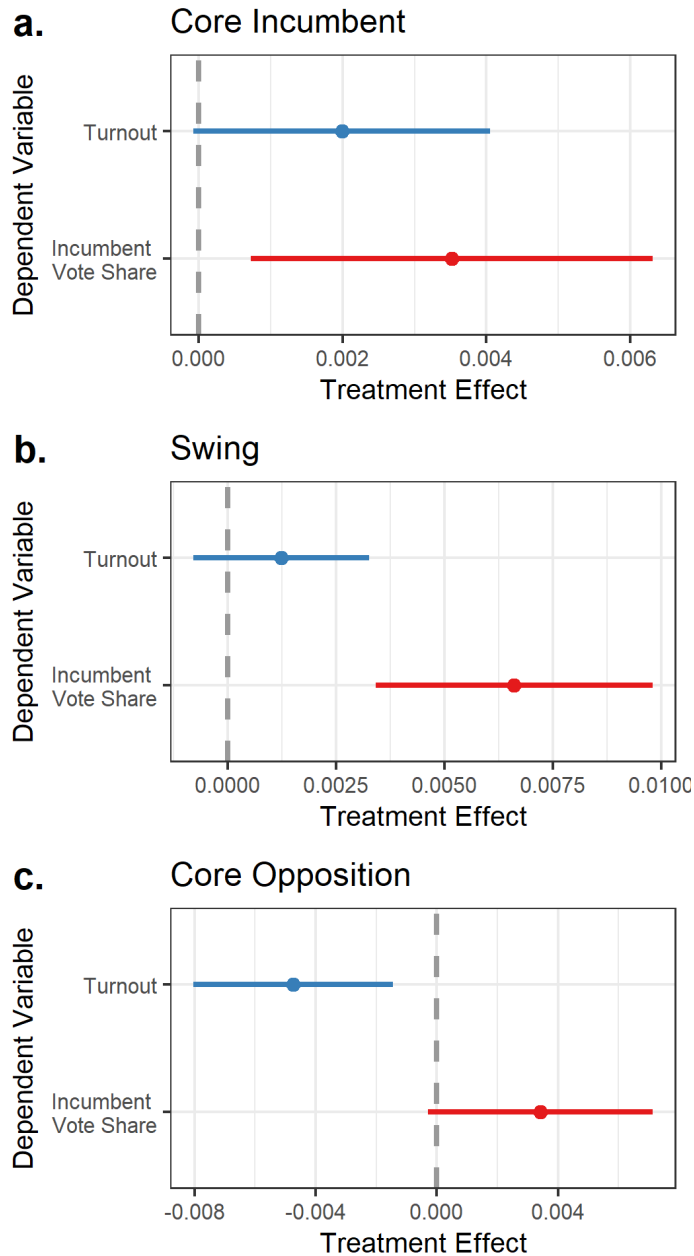 a. Core Incumbent
Dependent Variable
Turnout
Incumbent
Vote Share
0.000 0.002 0.004 0.006
Treatment Effect
b. Swing
Dependent Variable
Turnout
Incumbent
Vote Share
0.0000 0.0025 0.0050 0.0075 0.0100
Treatment Effect
c. Core Opposition
Dependent Variable
Turnout
Incumbent
Vote Share
-0.008 -0.004 0.000 0.004
Treatment Effect